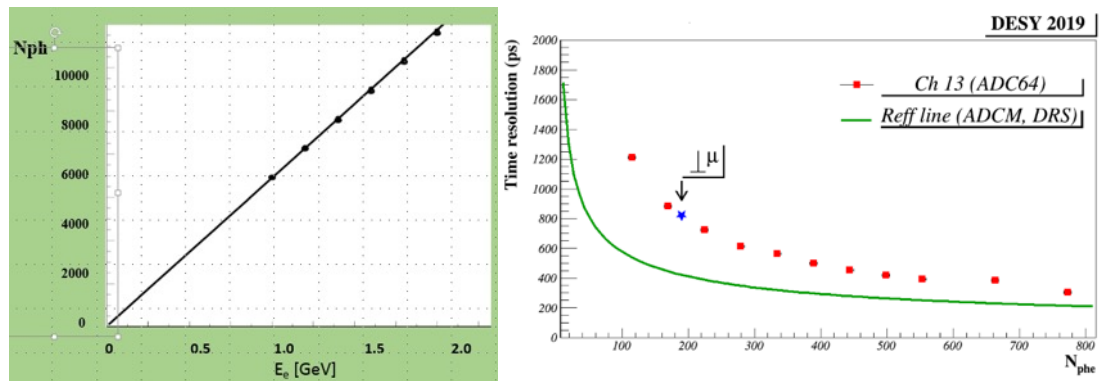 Nph
10000
8000
6000
4000
2000
0
0 0.5 1.0 1.5 2.0
E_e [GeV]
DESY 2019
Time resolution (ps)
2000
1800
1600
1400
1200
1000
800
600
400
200
0
Ch 13 (ADC64)
Reff line (ADCM, DRS)
⊥μ
100 200 300 400 500 600 700 800
N_phe